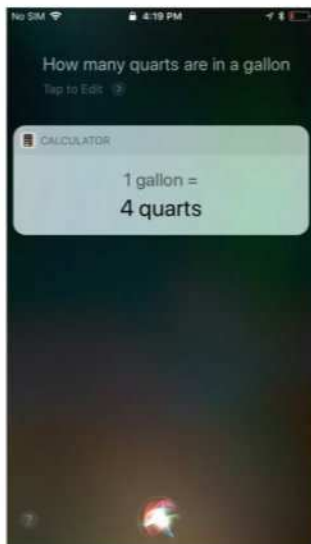 No SIM 4:19 PM
How many quarts are in a gallon
Tap to Edit
CALCULATOR
1 gallon =
4 quarts
?